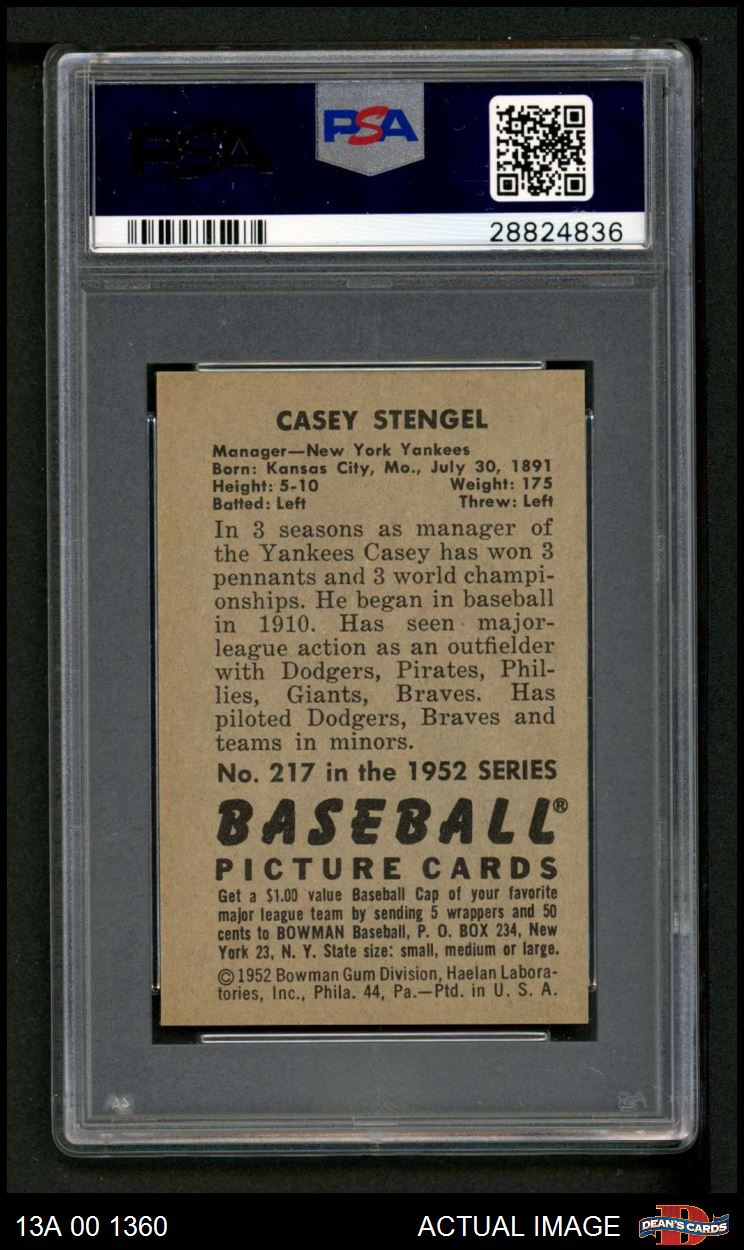 PSA
PSA
28824836
CASEY STENGEL
Manager—New York Yankees
Born: Kansas City, Mo., July 30, 1891
Height: 5-10 Weight: 175
Batted: Left Threw: Left
In 3 seasons as manager of
the Yankees Casey has won 3
pennants and 3 world champi-
onships. He began in baseball
in 1910. Has seen major-
league action as an outfielder
with Dodgers, Pirates, Phil-
lies, Giants, Braves. Has
piloted Dodgers, Braves and
teams in minors.
No. 217 in the 1952 SERIES
BASEBALL®
PICTURE CARDS
Get a $1.00 value Baseball Cap of your favorite
major league team by sending 5 wrappers and 50
cents to BOWMAN Baseball, P. O. BOX 234, New
York 23, N. Y. State size: small, medium or large.
©1952 Bowman Gum Division, Haelan Labora-
tories, Inc., Phila. 44, Pa.—Ptd. in U. S. A.
13A 00 1360 ACTUAL IMAGE DEAN'S CARDS